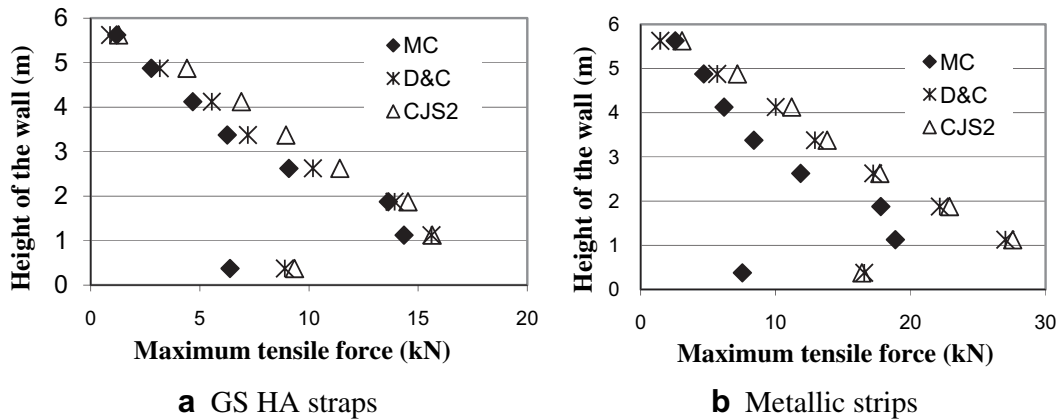 6
5
4
3
2
1
0
Height of the wall (m)
MC
D&C
CJS2
0 5 10 15 20
Maximum tensile force (kN)
a GS HA straps
6
5
4
3
2
1
0
Height of the wall (m)
MC
D&C
CJS2
0 10 20 30
Maximum tensile force (kN)
b Metallic strips